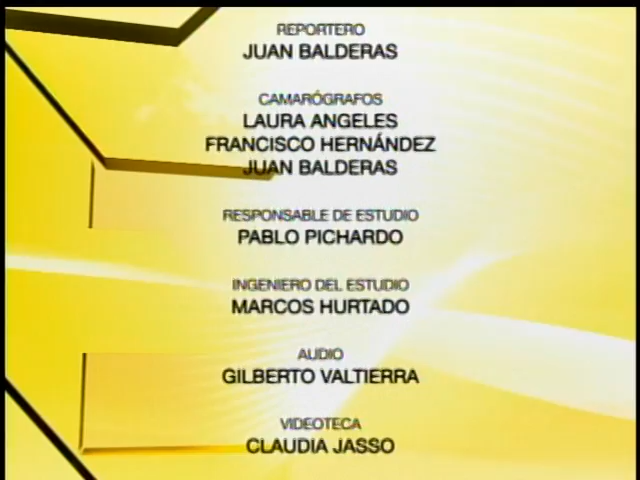 REPORTERO
JUAN BALDERAS
CAMARÓGRAFOS
LAURA ANGELES
FRANCISCO HERNÁNDEZ
JUAN BALDERAS
RESPONSABLE DE ESTUDIO
PABLO PICHARDO
INGENIERO DEL ESTUDIO
MARCOS HURTADO
AUDIO
GILBERTO VALTIERRA
VIDEOTECA
CLAUDIA JASSO